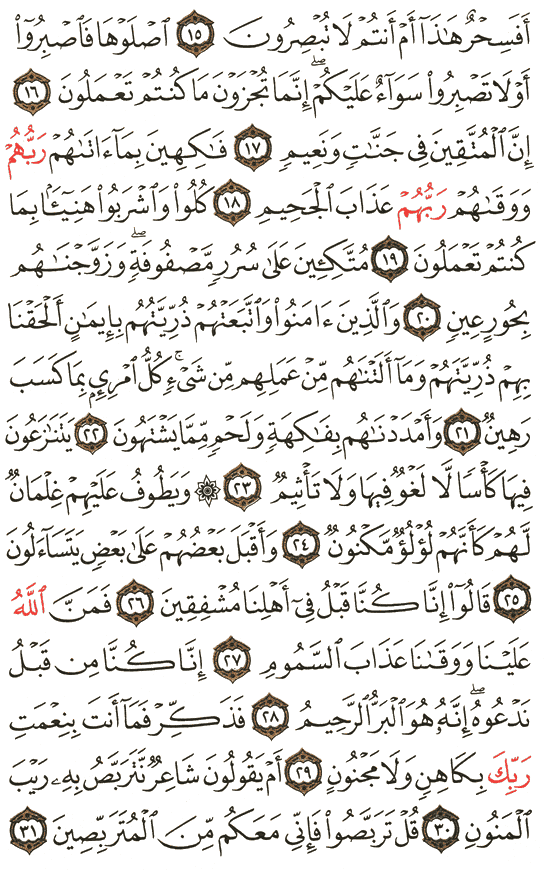 أَفَسِحْرٌ هَٰذَآ أَمْ أَنتُمْ لَا تُبْصِرُونَ ١٥ ٱصْلَوْهَا فَٱصْبِرُوٓا۟
أَوْ لَا تَصْبِرُوا۟ سَوَآءٌ عَلَيْكُمْ ۖ إِنَّمَا تُجْزَوْنَ مَا كُنتُمْ تَعْمَلُونَ ١٦
إِنَّ ٱلْمُتَّقِينَ فِى جَنَّٰتٍ وَنَعِيمٍ ١٧ فَٰكِهِينَ بِمَآ ءَاتَىٰهُمْ رَبُّهُمْ
وَوَقَىٰهُمْ رَبُّهُمْ عَذَابَ ٱلْجَحِيمِ ١٨ كُلُوا۟ وَٱشْرَبُوا۟ هَنِيٓـًٔۢا بِمَا
كُنتُمْ تَعْمَلُونَ ١٩ مُتَّكِـِٔينَ عَلَىٰ سُرُرٍ مَّصْفُوفَةٍ ۖ وَزَوَّجْنَٰهُم
بِحُورٍ عِينٍ ٢٠ وَٱلَّذِينَ ءَامَنُوا۟ وَٱتَّبَعَتْهُمْ ذُرِّيَّتُهُم بِإِيمَٰنٍ أَلْحَقْنَا
بِهِمْ ذُرِّيَّتَهُمْ وَمَآ أَلَتْنَٰهُم مِّنْ عَمَلِهِم مِّن شَىْءٍ ۚ كُلُّ ٱمْرِئٍۭ بِمَا كَسَبَ
رَهِينٌ ٢١ وَأَمْدَدْنَٰهُم بِفَٰكِهَةٍ وَلَحْمٍ مِّمَّا يَشْتَهُونَ ٢٢ يَتَنَٰزَعُونَ
فِيهَا كَأْسًا لَّا لَغْوٌ فِيهَا وَلَا تَأْثِيمٌ ٢٣ ۞ وَيَطُوفُ عَلَيْهِمْ غِلْمَانٌ
لَّهُمْ كَأَنَّهُمْ لُؤْلُؤٌ مَّكْنُونٌ ٢٤ وَأَقْبَلَ بَعْضُهُمْ عَلَىٰ بَعْضٍ يَتَسَآءَلُونَ
٢٥ قَالُوٓا۟ إِنَّا كُنَّا قَبْلُ فِىٓ أَهْلِنَا مُشْفِقِينَ ٢٦ فَمَنَّ ٱللَّهُ
عَلَيْنَا وَوَقَىٰنَا عَذَابَ ٱلسَّمُومِ ٢٧ إِنَّا كُنَّا مِن قَبْلُ
نَدْعُوهُ ۖ إِنَّهُۥ هُوَ ٱلْبَرُّ ٱلرَّحِيمُ ٢٨ فَذَكِّرْ فَمَآ أَنتَ بِنِعْمَتِ
رَبِّكَ بِكَاهِنٍ وَلَا مَجْنُونٍ ٢٩ أَمْ يَقُولُونَ شَاعِرٌ نَّتَرَبَّصُ بِهِۦ رَيْبَ
ٱلْمَنُونِ ٣٠ قُلْ تَرَبَّصُوا۟ فَإِنِّى مَعَكُم مِّنَ ٱلْمُتَرَبِّصِينَ ٣١